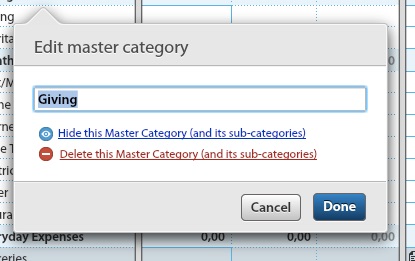 ng
Edit master category
Giving
Hide this Master Category (and its sub-categories)
Delete this Master Category (and its sub-categories)
Cancel
Done
Expenses
0,00 0,00 0,00